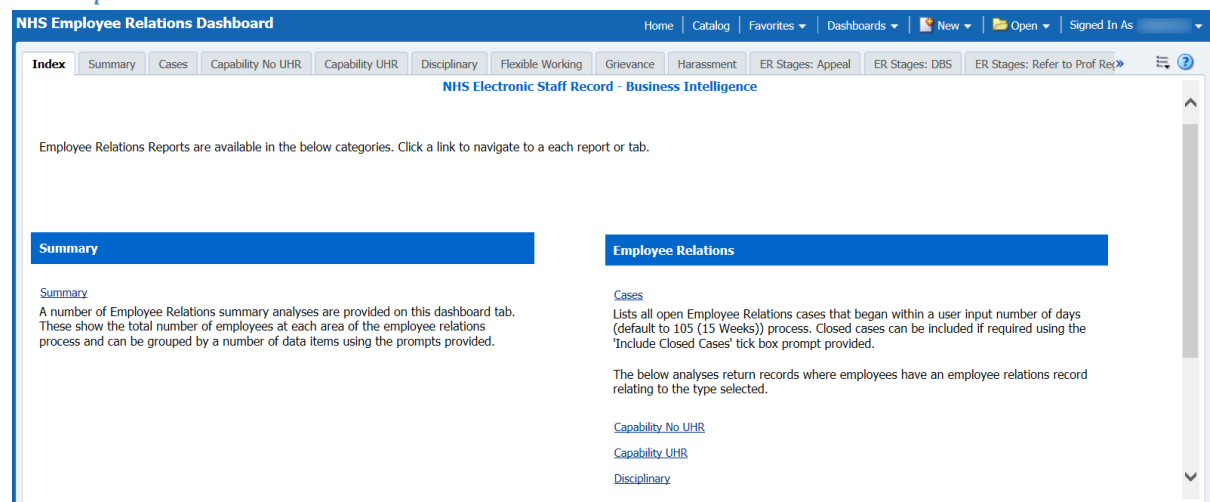 NHS Employee Relations Dashboard
Home Catalog Favorites Dashboards New Open Signed In As
Index Summary Cases Capability No UHR Capability UHR Disciplinary Flexible Working Grievance Harassment ER Stages: Appeal ER Stages: DBS ER Stages: Refer to Prof Reg»
NHS Electronic Staff Record - Business Intelligence
Employee Relations Reports are available in the below categories. Click a link to navigate to a each report or tab.
Summary
Summary
A number of Employee Relations summary analyses are provided on this dashboard tab.
These show the total number of employees at each area of the employee relations
process and can be grouped by a number of data items using the prompts provided.
Employee Relations
Cases
Lists all open Employee Relations cases that began within a user input number of days
(default to 105 (15 Weeks)) process. Closed cases can be included if required using the
'Include Closed Cases' tick box prompt provided.
The below analyses return records where employees have an employee relations record
relating to the type selected.
Capability No UHR
Capability UHR
Disciplinary